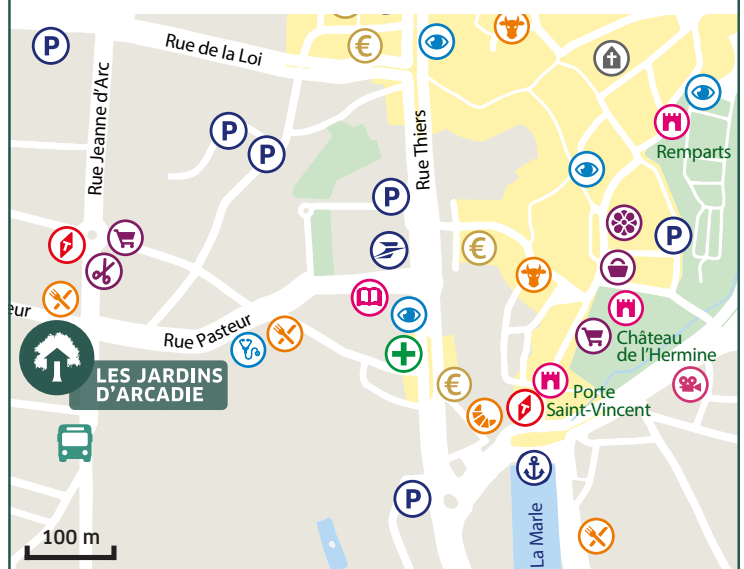 P
€
Rue de la Loi
Rue Jeanne d'Arc
P
P
Rue Thiers
Remparts
P
P
€
eur
Rue Pasteur
Château
de l'Hermine
LES JARDINS
D'ARCADIE
€
Porte
Saint-Vincent
P
La Marle
100 m